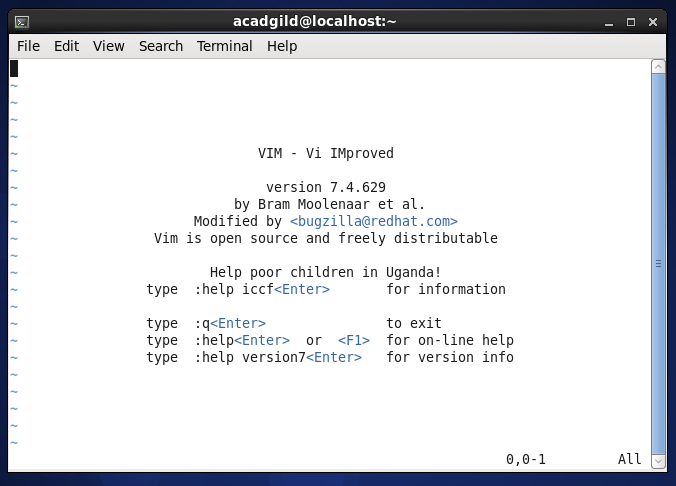 acadgild@localhost:~
File Edit View Search Terminal Help
~
~
~
~
~ VIM - Vi IMproved
~
~ version 7.4.629
~ by Bram Moolenaar et al.
~ Modified by <bugzilla@redhat.com>
~ Vim is open source and freely distributable
~
~ Help poor children in Uganda!
~ type :help iccf<Enter> for information
~
~ type :q<Enter> to exit
~ type :help<Enter> or <F1> for on-line help
~ type :help version7<Enter> for version info
~
~
~
~
~
0,0-1 All